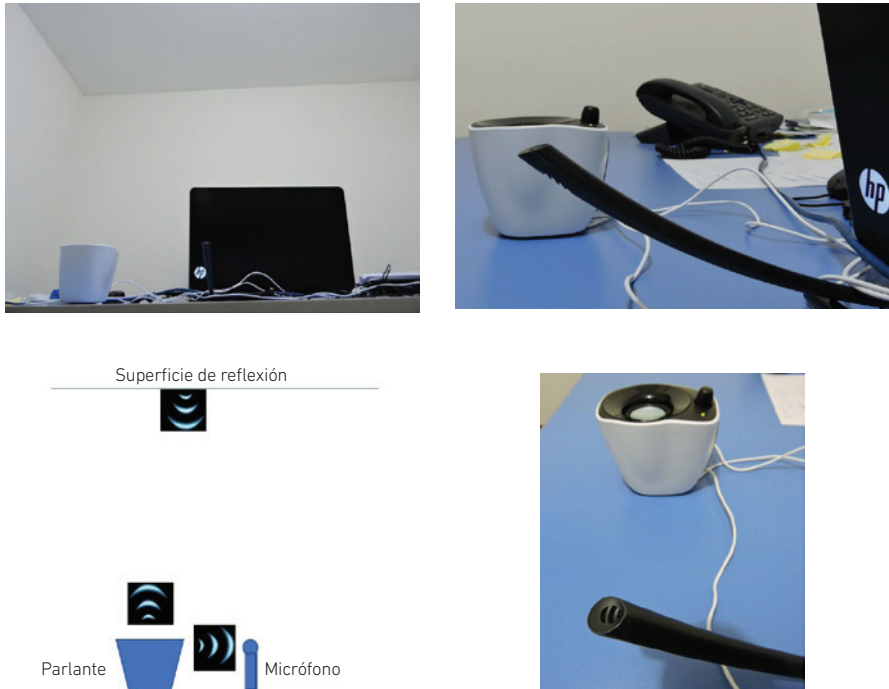 hp
hp
Superficie de reflexión
Parlante
Micrófono